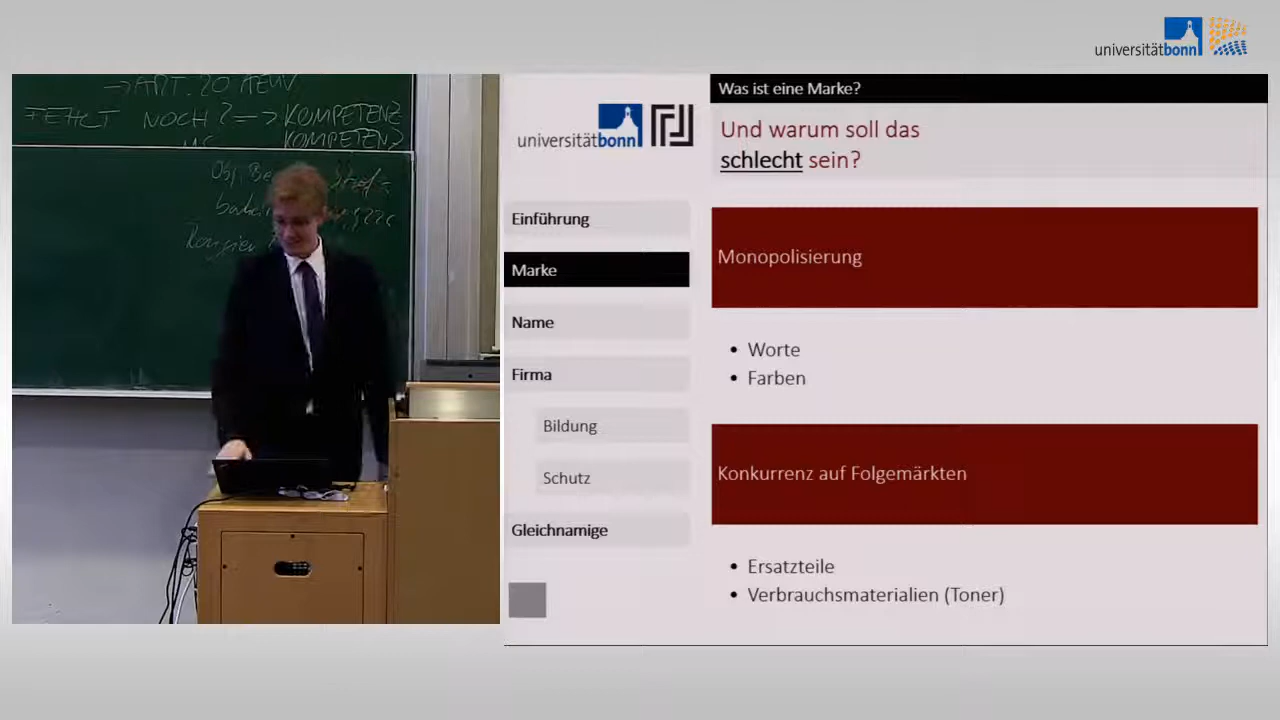 universitätbonn
→ ART. 20 AEUV
FEHLT NOCH? → KOMPETENZ
KOMPETENZ?
universitätbonn
Einführung
Marke
Name
Firma
Bildung
Schutz
Gleichnamige
Was ist eine Marke?
Und warum soll das
schlecht sein?
Monopolisierung
• Worte
• Farben
Konkurrenz auf Folgemärkten
• Ersatzteile
• Verbrauchsmaterialien (Toner)